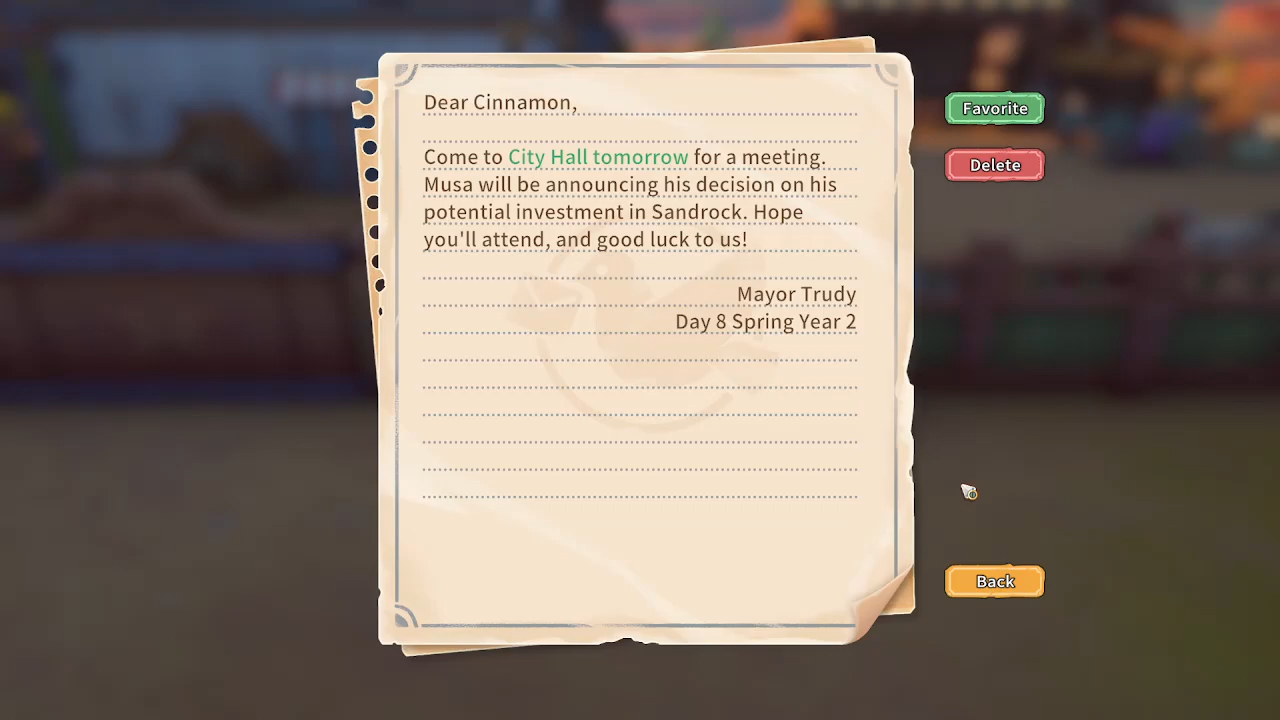 Dear Cinnamon,
Come to City Hall tomorrow for a meeting.
Musa will be announcing his decision on his
potential investment in Sandrock. Hope
you'll attend, and good luck to us!
Mayor Trudy
Day 8 Spring Year 2
Favorite
Delete
Back